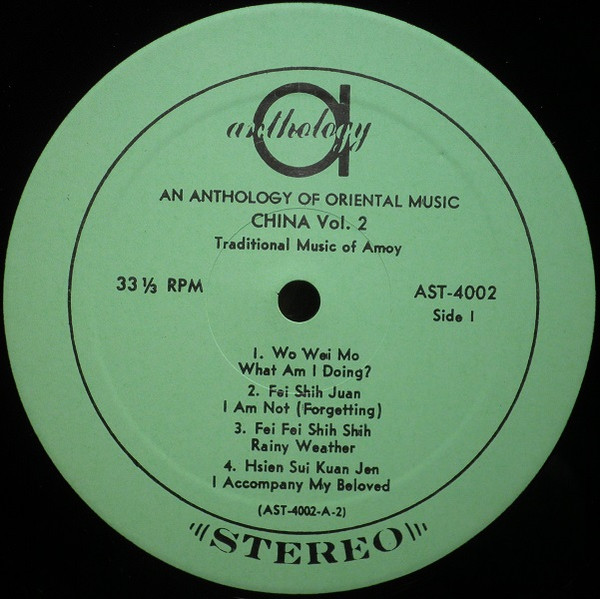 anthology
AN ANTHOLOGY OF ORIENTAL MUSIC
CHINA Vol. 2
Traditional Music of Amoy
33 ⅓ RPM
AST-4002
Side 1
1. Wo Wei Mo
What Am I Doing?
2. Fei Shih Juan
I Am Not (Forgetting)
3. Fei Fei Shih Shih
Rainy Weather
4. Hsien Sui Kuan Jen
I Accompany My Beloved
(AST-4002-A-2)
STEREO